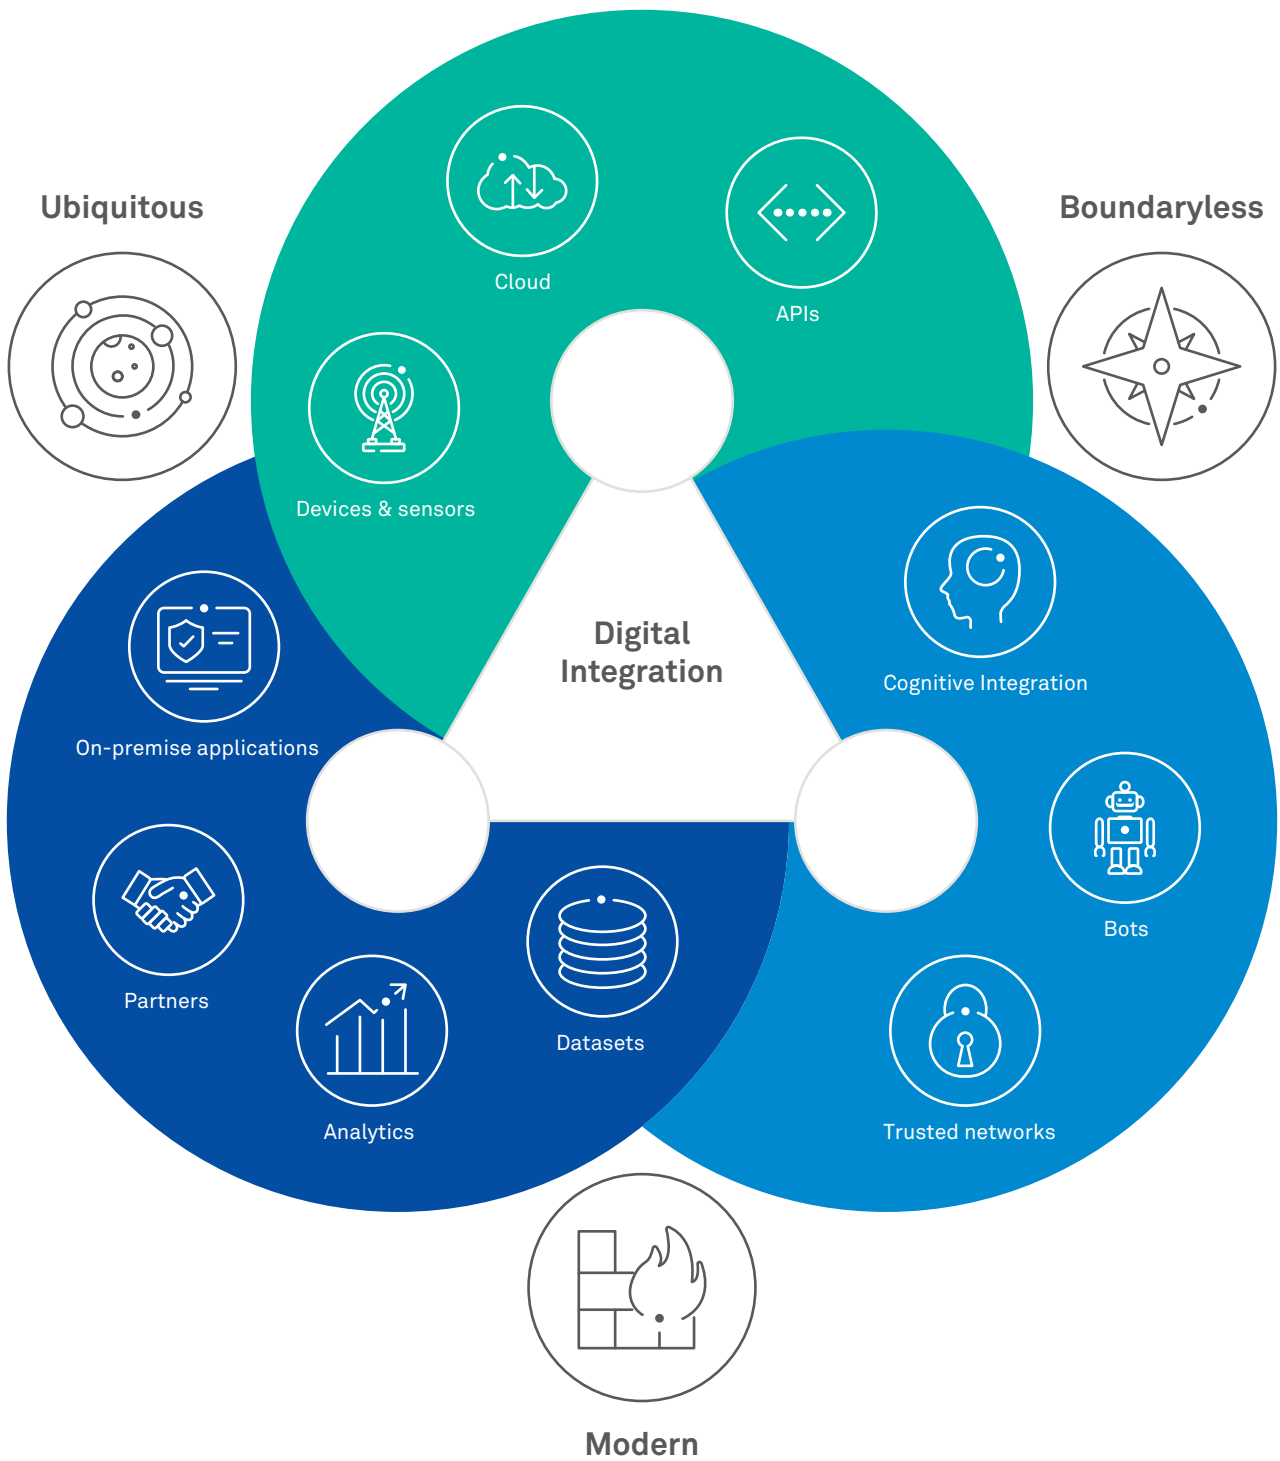 Ubiquitous
Boundaryless
Cloud
APIs
Devices & sensors
Digital
Integration
Cognitive Integration
On-premise applications
Bots
Partners
Datasets
Analytics
Trusted networks
Modern